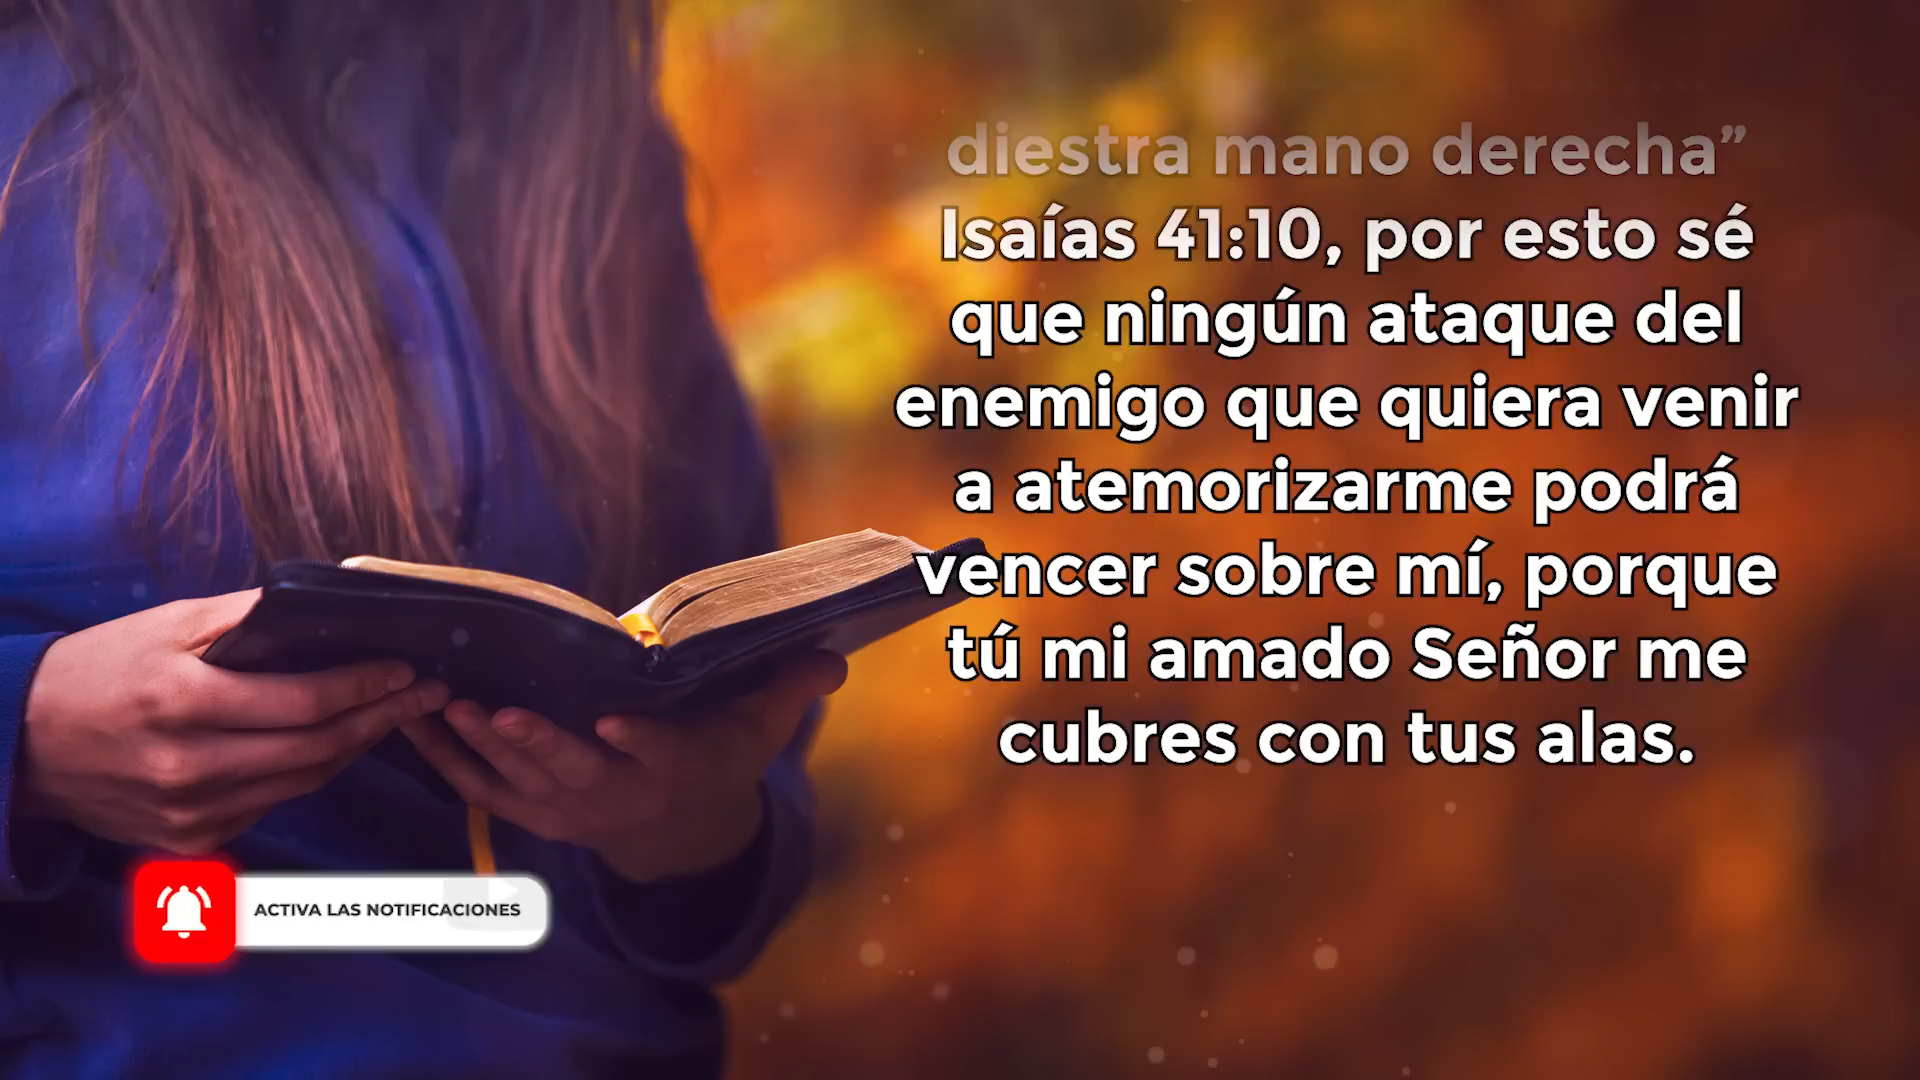 diestra mano derecha”
Isaías 41:10, por esto sé
que ningún ataque del
enemigo que quiera venir
a atemorizarme podrá
vencer sobre mí, porque
tú mi amado Señor me
cubres con tus alas.
ACTIVA LAS NOTIFICACIONES